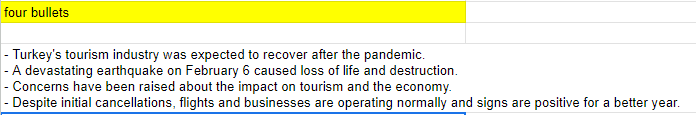 four bullets
- Turkey's tourism industry was expected to recover after the pandemic.
- A devastating earthquake on February 6 caused loss of life and destruction.
- Concerns have been raised about the impact on tourism and the economy.
- Despite initial cancellations, flights and businesses are operating normally and signs are positive for a better year.